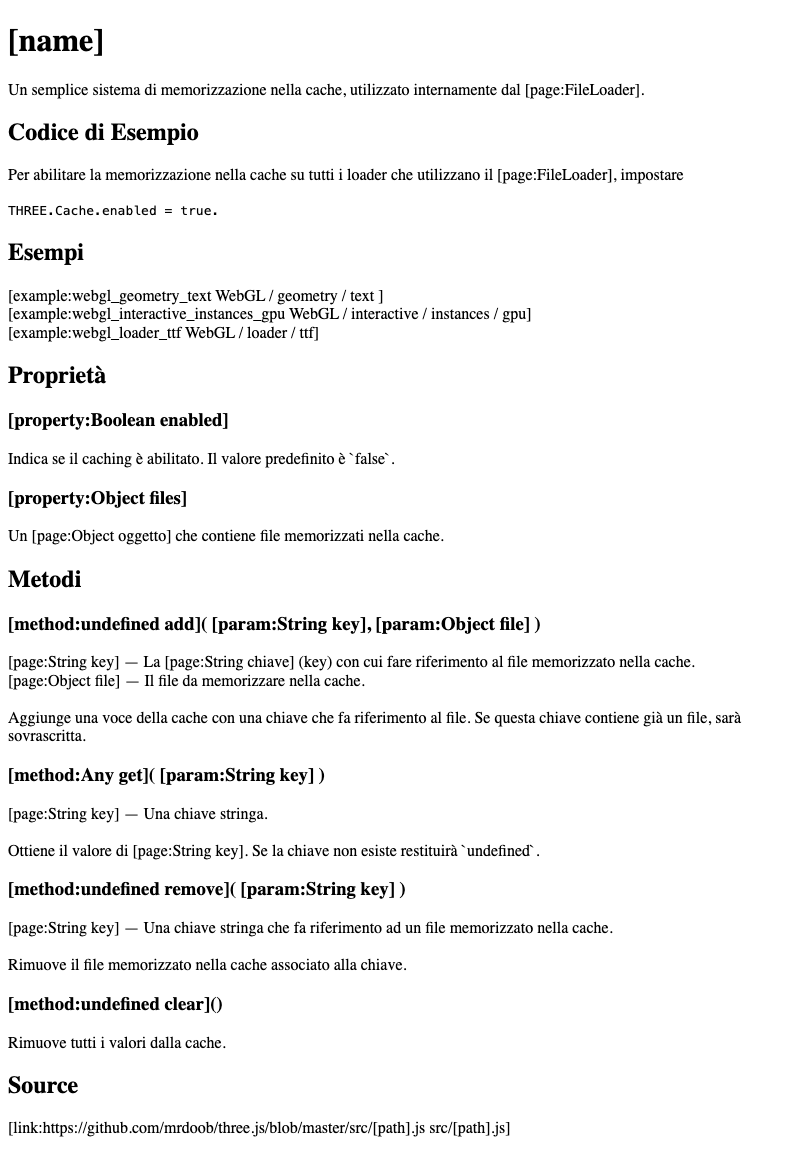 [name]
Un semplice sistema di memorizzazione nella cache, utilizzato internamente dal [page:FileLoader].
Codice di Esempio
Per abilitare la memorizzazione nella cache su tutti i loader che utilizzano il [page:FileLoader], impostare
THREE.Cache.enabled = true.
Esempi
[example:webgl_geometry_text WebGL / geometry / text ]
[example:webgl_interactive_instances_gpu WebGL / interactive / instances / gpu]
[example:webgl_loader_ttf WebGL / loader / ttf]
Proprietà
[property:Boolean enabled]
Indica se il caching è abilitato. Il valore predefinito è `false`.
[property:Object files]
Un [page:Object oggetto] che contiene file memorizzati nella cache.
Metodi
[method:undefined add]( [param:String key], [param:Object file] )
[page:String key] — La [page:String chiave] (key) con cui fare riferimento al file memorizzato nella cache.
[page:Object file] — Il file da memorizzare nella cache.
Aggiunge una voce della cache con una chiave che fa riferimento al file. Se questa chiave contiene già un file, sarà
sovrascritta.
[method:Any get]( [param:String key] )
[page:String key] — Una chiave stringa.
Ottiene il valore di [page:String key]. Se la chiave non esiste restituirà `undefined`.
[method:undefined remove]( [param:String key] )
[page:String key] — Una chiave stringa che fa riferimento ad un file memorizzato nella cache.
Rimuove il file memorizzato nella cache associato alla chiave.
[method:undefined clear]()
Rimuove tutti i valori dalla cache.
Source
[link:https://github.com/mrdoob/three.js/blob/master/src/[path].js src/[path].js]